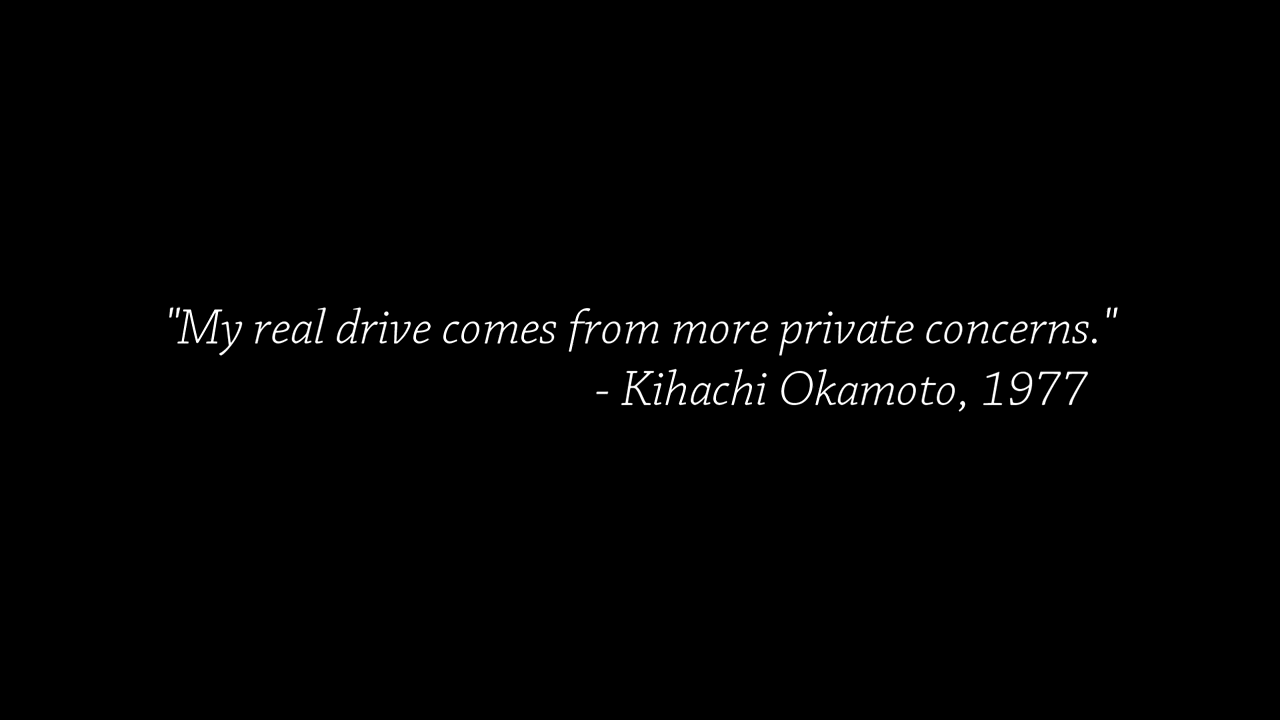 "My real drive comes from more private concerns."
- Kihachi Okamoto, 1977